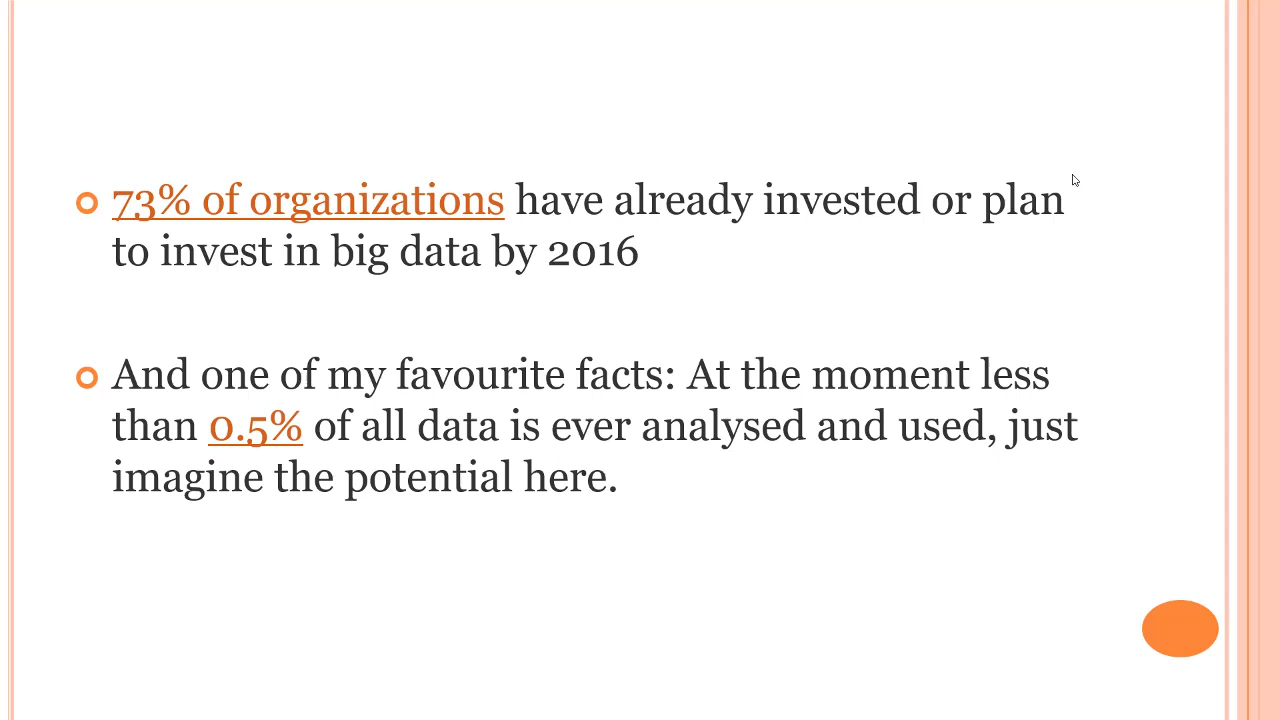 73% of organizations have already invested or plan
to invest in big data by 2016
And one of my favourite facts: At the moment less
than 0.5% of all data is ever analysed and used, just
imagine the potential here.